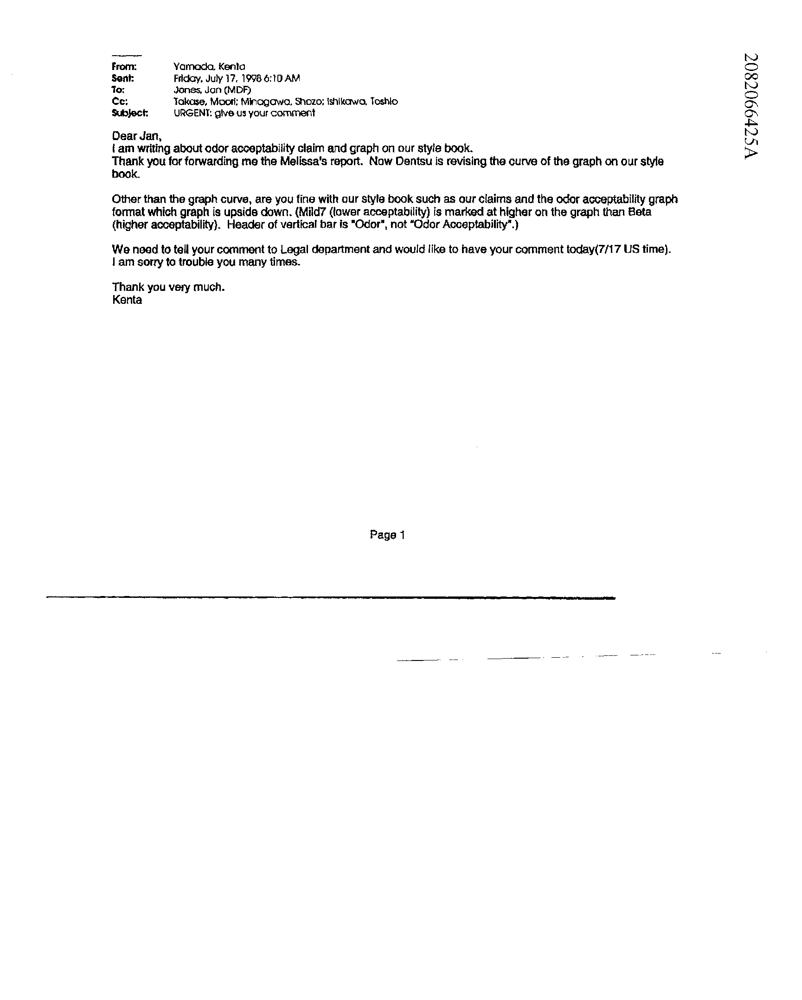 From: Yamada, Kenta
Sent: Friday, July 17, 1998 6:10 AM
To: Jones, Jan (MDF)
Cc: Takase, Maori; Minagawa, Shozo; Ishikawa, Toshio
Subject: URGENT: give us your comment
Dear Jan,
I am writing about odor acceptability claim and graph on our style book.
Thank you for forwarding me the Melissa's report. Now Dentsu is revising the curve of the graph on our style
book.
Other than the graph curve, are you fine with our style book such as our claims and the odor acceptability graph
format which graph is upside down. (Mild7 (lower acceptability) is marked at higher on the graph than Beta
(higher acceptability). Header of vertical bar is "Odor", not "Odor Acceptability".)
We need to tell your comment to Legal department and would like to have your comment today(7/17 US time).
I am sorry to trouble you many times.
Thank you very much.
Kenta
Page 1
2082066425A